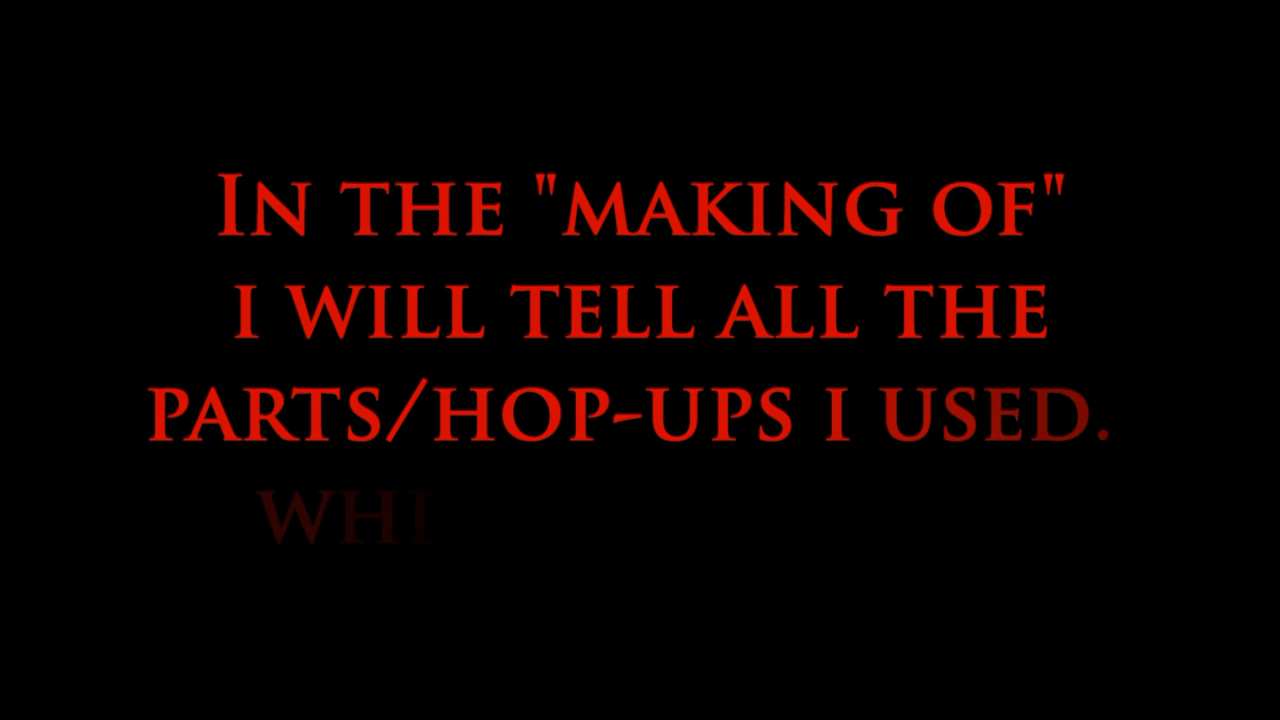 In the "making of"
i will tell all the
parts/hop-ups i used.